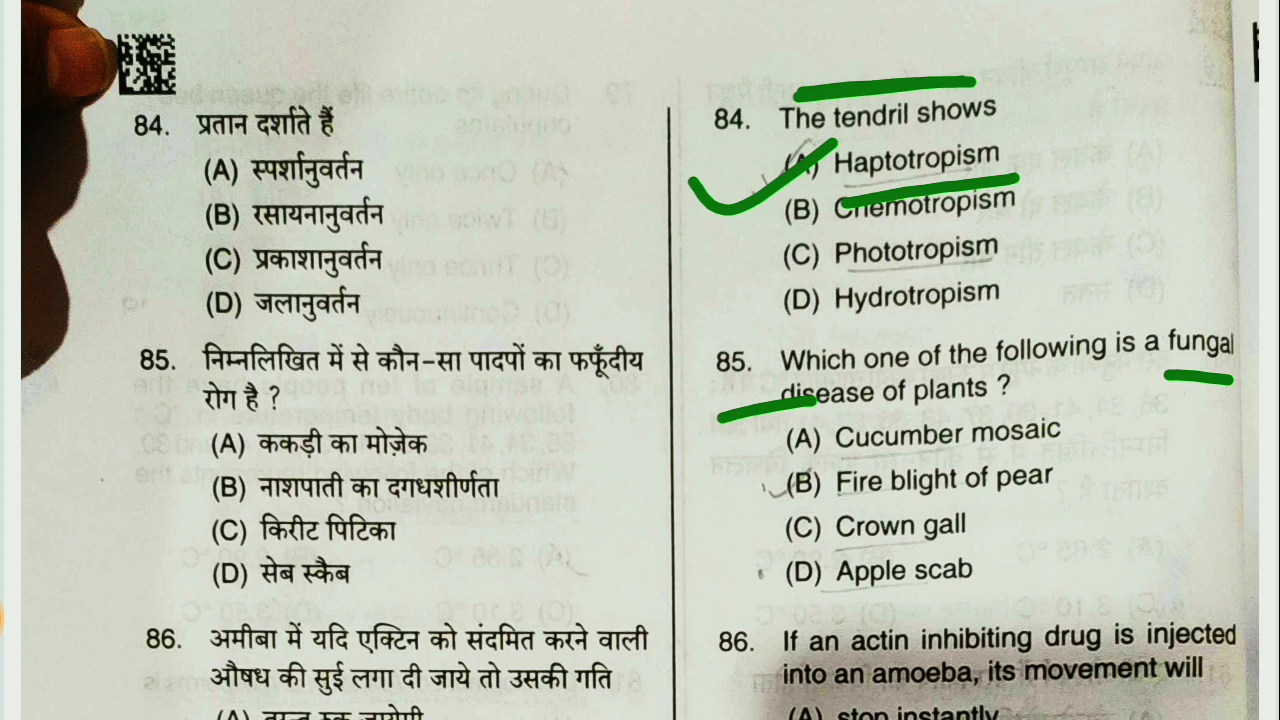 84. प्रतान दर्शाते हैं
(A) स्पर्शानुवर्तन
(B) रसायनानुवर्तन
(C) प्रकाशानुवर्तन
(D) जलानुवर्तन
85. निम्नलिखित में से कौन-सा पादपों का फफूँदीय
रोग है ?
(A) ककड़ी का मोज़ेक
(B) नाशपाती का दगधशीर्णता
(C) किरीट पिटिका
(D) सेब स्कैब
86. अमीबा में यदि एक्टिन को संदमित करने वाली
औषध की सुई लगा दी जाये तो उसकी गति
(A) तुरन्त रुक जायेगी
84. The tendril shows
(A) Haptotropism
(B) Chemotropism
(C) Phototropism
(D) Hydrotropism
85. Which one of the following is a fungal
disease of plants ?
(A) Cucumber mosaic
(B) Fire blight of pear
(C) Crown gall
(D) Apple scab
86. If an actin inhibiting drug is injected
into an amoeba, its movement will
(A) stop instantly